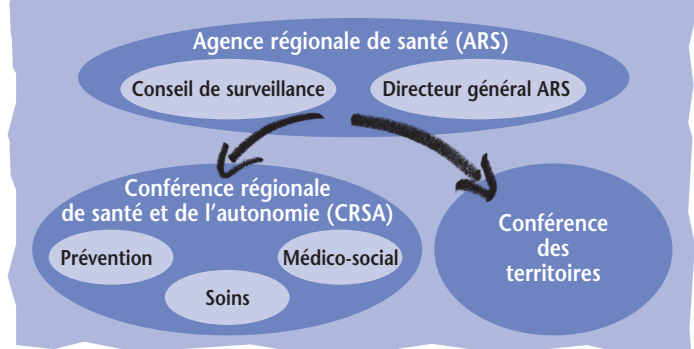 Agence régionale de santé (ARS)
Conseil de surveillance
Directeur général ARS
Conférence régionale
de santé et de l'autonomie (CRSA)
Prévention
Médico-social
Soins
Conférence
des
territoires